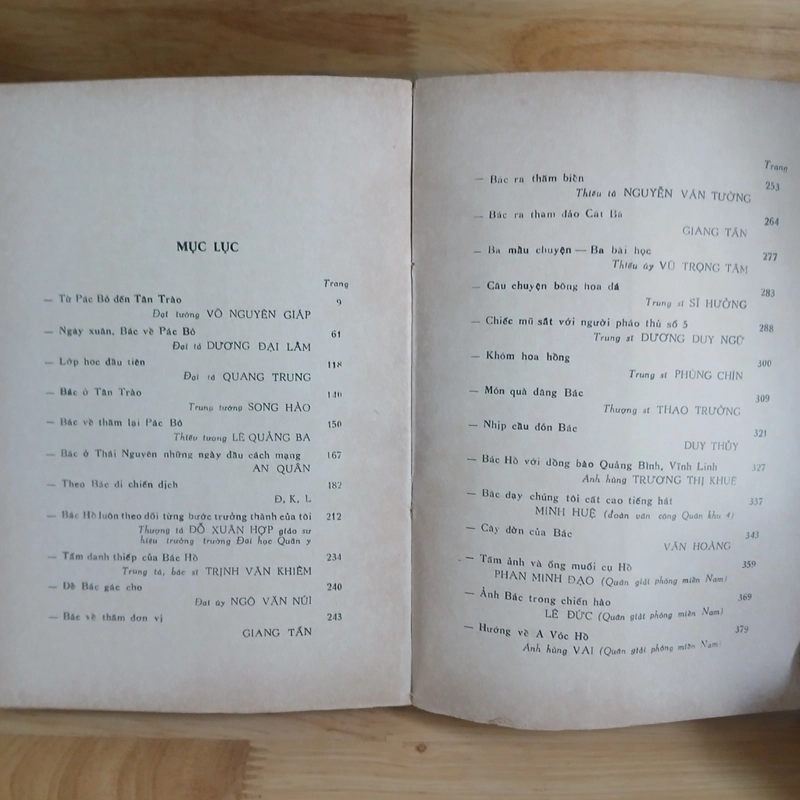 MỤC LỤC
Trang
— Từ Pác Bó đến Tân Trào 9
Đại tướng VÕ NGUYÊN GIÁP
— Ngày xuân, Bác về Pác Bó 61
Đại tá DƯƠNG ĐẠI LÂM
— Lớp học đầu tiên 118
Đại tá QUANG TRUNG
— Bác ở Tân Trào 140
Trung tướng SONG HÀO
— Bác về thăm lại Pác Bó 150
Thiếu tướng LÊ QUẢNG BA
— Bác ở Thái Nguyên những ngày đầu cách mạng 167
AN QUÂN
— Theo Bác đi chiến dịch 182
Đ. K. L
— Bác Hồ luôn theo dõi từng bước trưởng thành của tôi 212
Thượng tá ĐỖ XUÂN HỢP giáo sư
hiệu trưởng trường Đại học Quân y
— Tấm danh thiếp của Bác Hồ 234
Trung tá, bác sĩ TRỊNH VĂN KHIÊM
— Để Bác gác cho 240
Đại úy NGÔ VĂN NÚI
— Bác về thăm đơn vị 243
GIANG TẤN
Trang
— Bác ra thăm biển 253
Thiếu tá NGUYỄN VĂN TƯỜNG
— Bác ra thăm đảo Cát Bà 264
GIANG TẤN
— Ba mẩu chuyện — Ba bài học 277
Thiếu úy VŨ TRỌNG TÂM
— Câu chuyện bông hoa đá 283
Trung sĩ SĨ HƯỞNG
— Chiếc mũ sắt với người pháo thủ số 5 288
Trung sĩ DƯƠNG DUY NGỮ
— Khóm hoa hồng 300
Trung sĩ PHÙNG CHÍN
— Món quà dâng Bác 309
Thượng sĩ THAO TRƯỜNG
— Nhịp cầu đón Bác 321
DUY THỦY
— Bác Hồ với đồng bào Quảng Bình, Vĩnh Linh 327
Anh hùng TRƯƠNG THỊ KHUÊ
— Bác dạy chúng tôi cất cao tiếng hát 337
MINH HUỆ (đoàn văn công Quân khu 4)
— Cây đờn của Bác 343
VĂN HOÀNG
— Tấm ảnh và ống muối cụ Hồ 359
PHAN MINH ĐẠO (Quân giải phóng miền Nam)
— Ảnh Bác trong chiến hào 369
LÊ ĐỨC (Quân giải phóng miền Nam)
— Hướng về A Vóc Hồ 379
Anh hùng VAI (Quân giải phóng miền Nam)